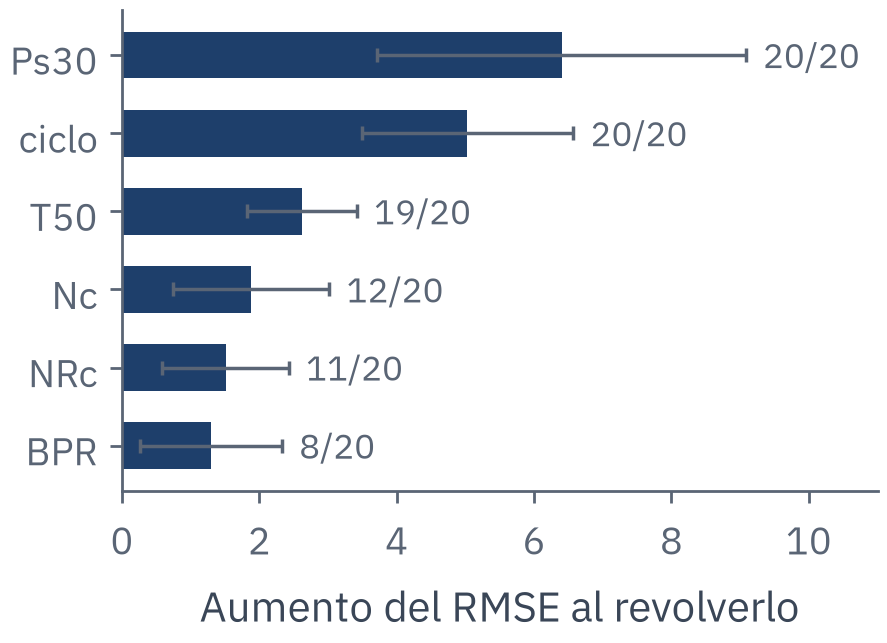 Ps30 20/20
ciclo 20/20
T50 19/20
Nc 12/20
NRc 11/20
BPR 8/20
0 2 4 6 8 10
Aumento del RMSE al revolverlo